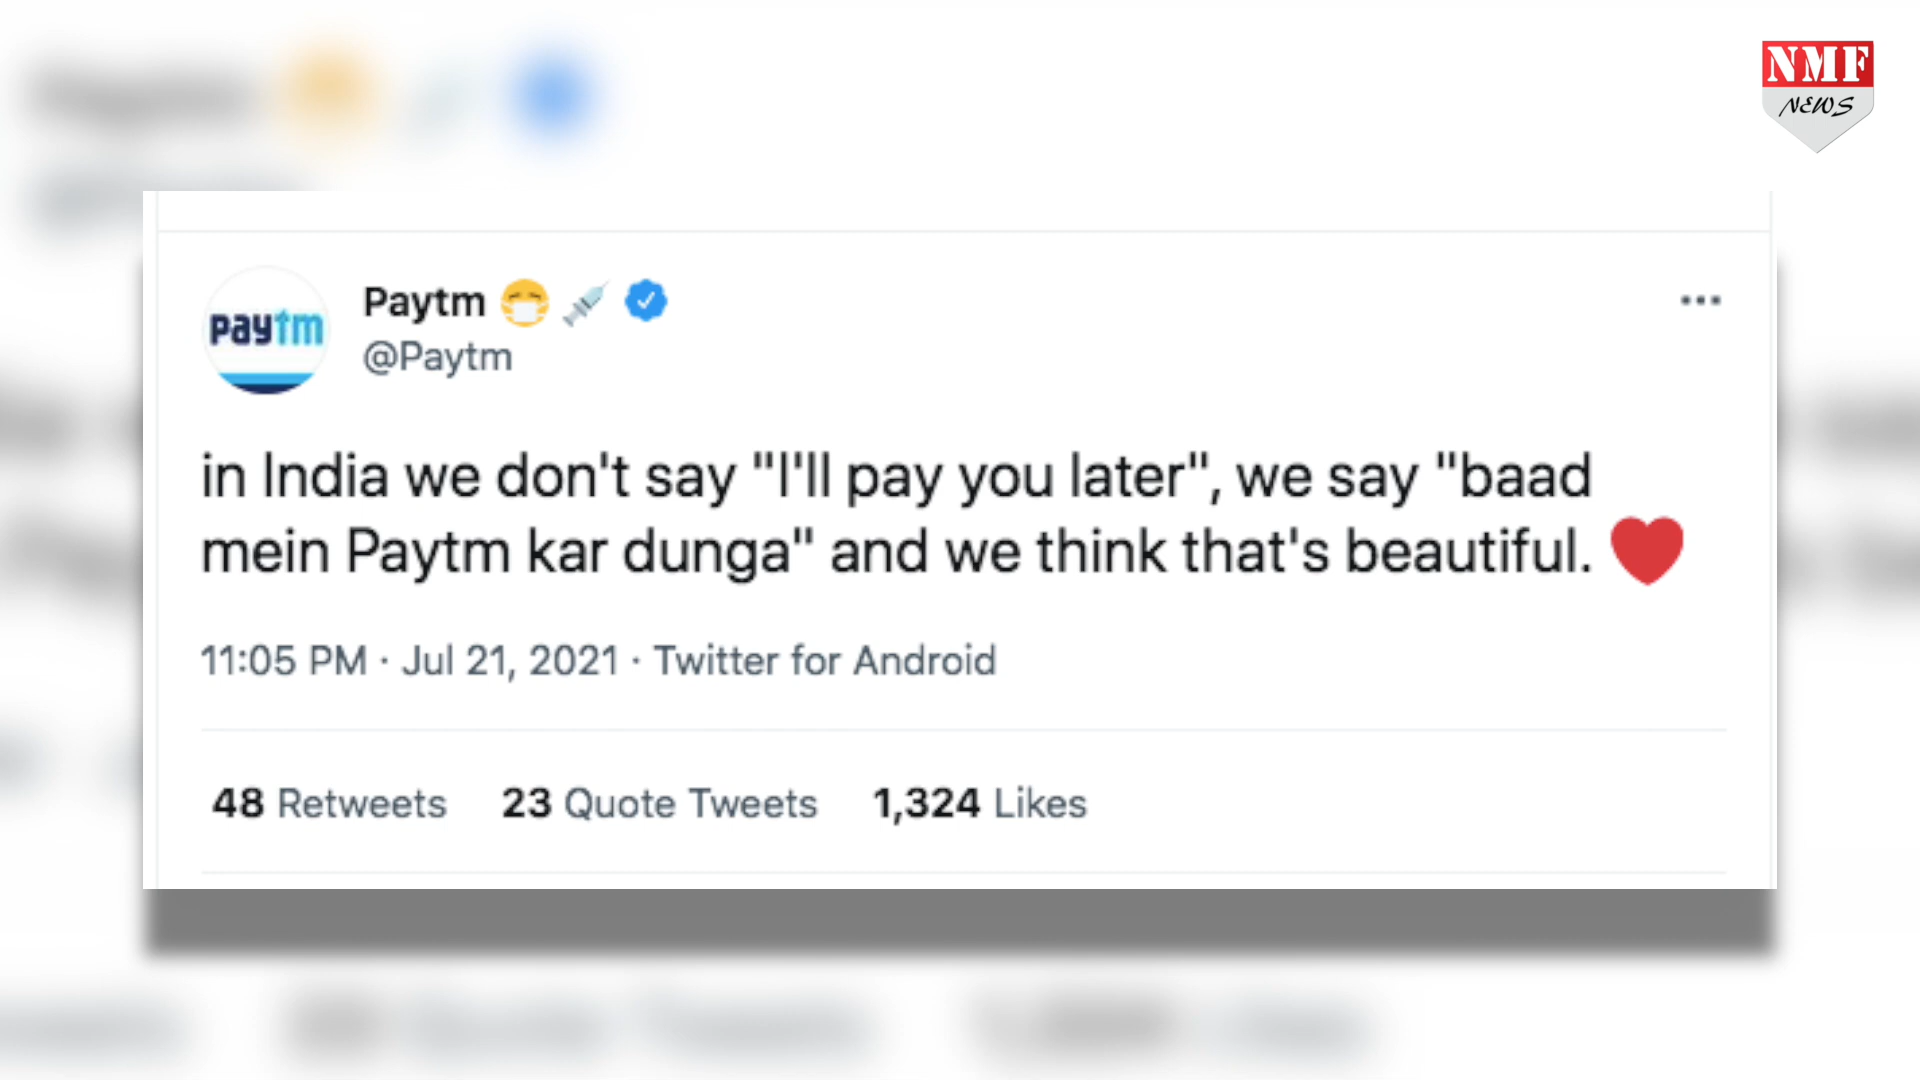 NMF
NEWS
paytm
Paytm 😷 💉
@Paytm
in India we don't say "I'll pay you later", we say "baad
mein Paytm kar dunga" and we think that's beautiful. ❤️
11:05 PM · Jul 21, 2021 · Twitter for Android
48 Retweets 23 Quote Tweets 1,324 Likes